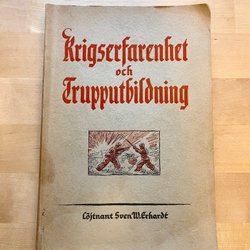 Krigserfarenhet
och
Trupputbildning
Löjtnant Sven W. Erhardt